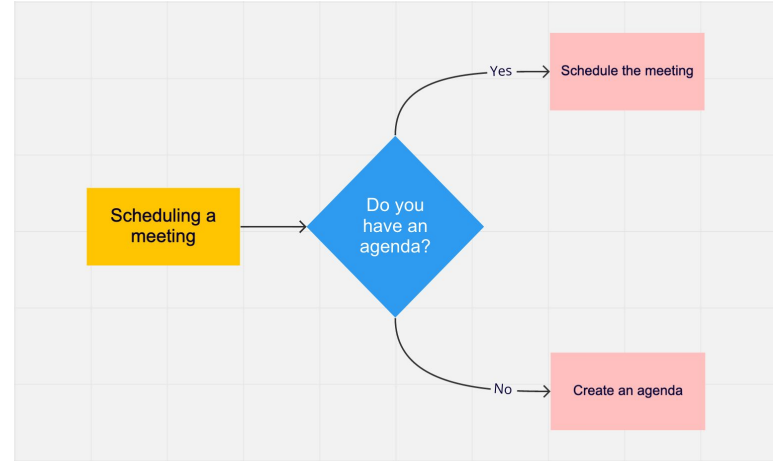 Scheduling a
meeting
Do you
have an
agenda?
Yes
Schedule the meeting
No
Create an agenda